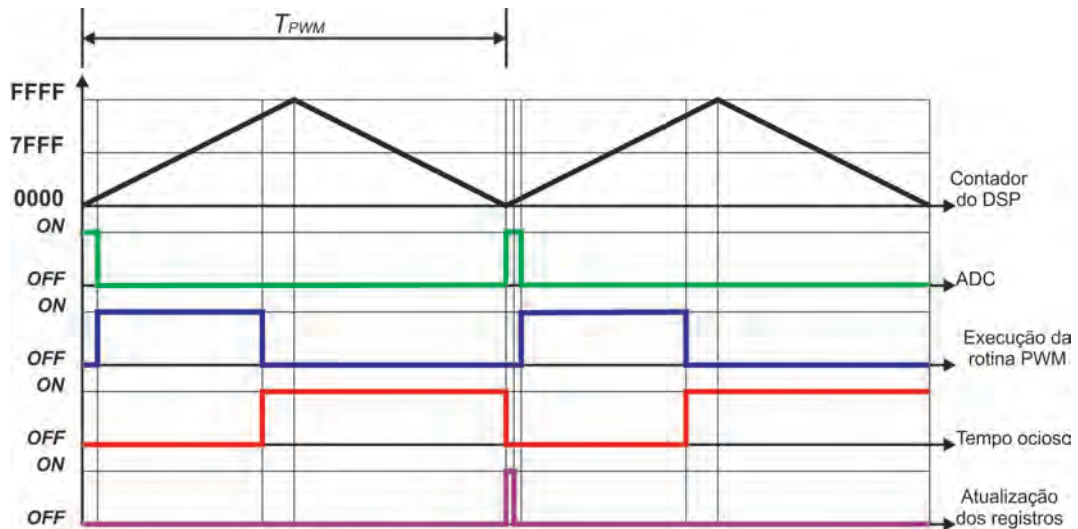 TPWM
FFFF
7FFF
0000
Contador
do DSP
ON
OFF
ADC
ON
OFF
Execução da
rotina PWM
ON
OFF
Tempo ocioso
ON
OFF
Atualização
dos registros